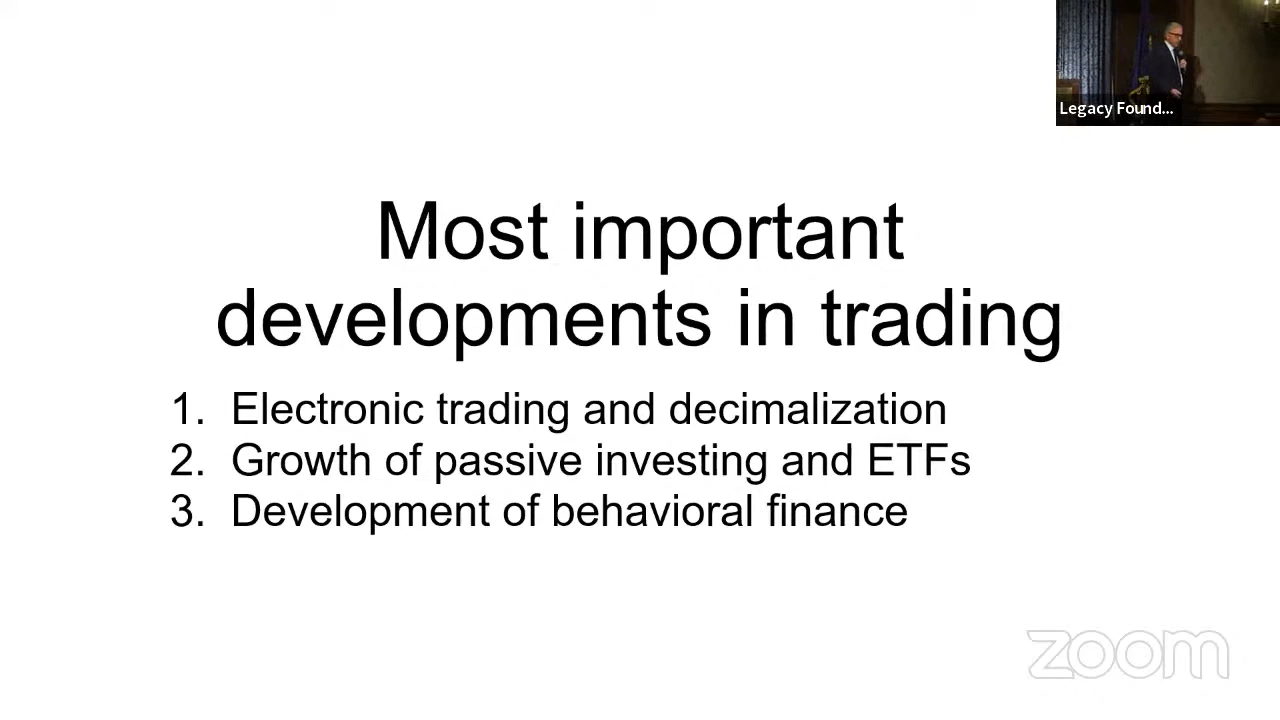 Legacy Found...
Most important
developments in trading
1. Electronic trading and decimalization
2. Growth of passive investing and ETFs
3. Development of behavioral finance
zoom